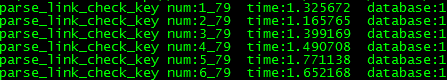 parse_link_check_key num:1_79 time:1.325672 database:1
parse_link_check_key num:2_79 time:1.165765 database:1
parse_link_check_key num:3_79 time:1.399169 database:1
parse_link_check_key num:4_79 time:1.490708 database:1
parse_link_check_key num:5_79 time:1.771138 database:1
parse_link_check_key num:6_79 time:1.652168 database:1